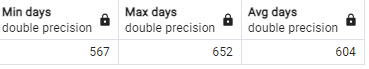 Min days Max days Avg days
double precision double precision double precision
567 652 604